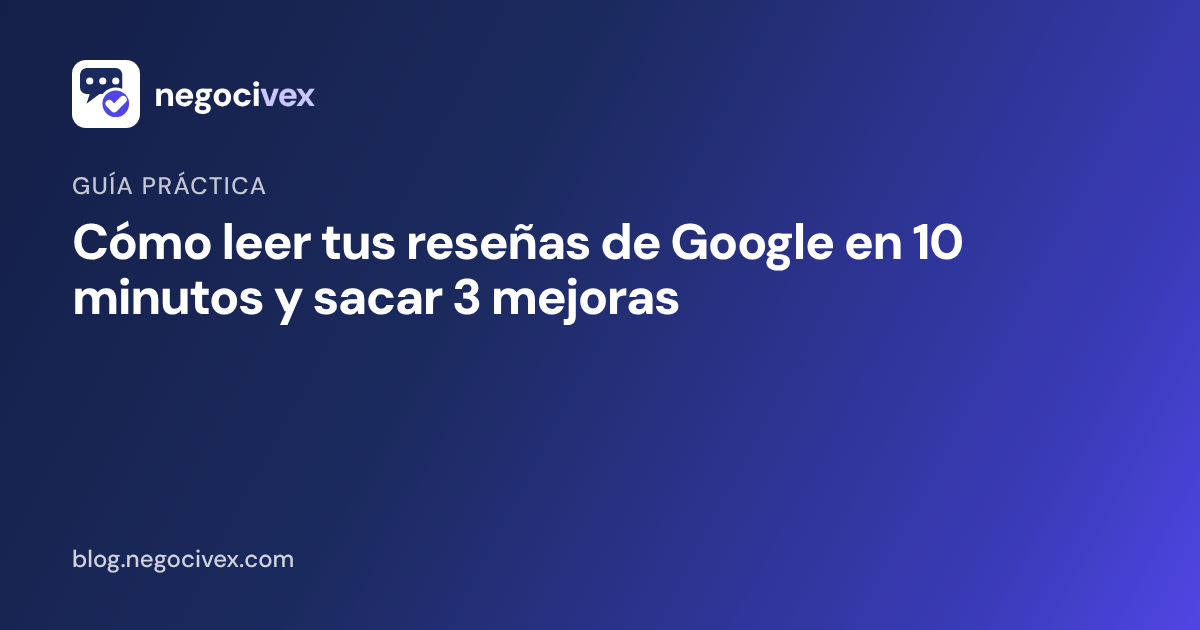 negocivex
GUÍA PRÁCTICA
Cómo leer tus reseñas de Google en 10
minutos y sacar 3 mejoras
blog.negocivex.com